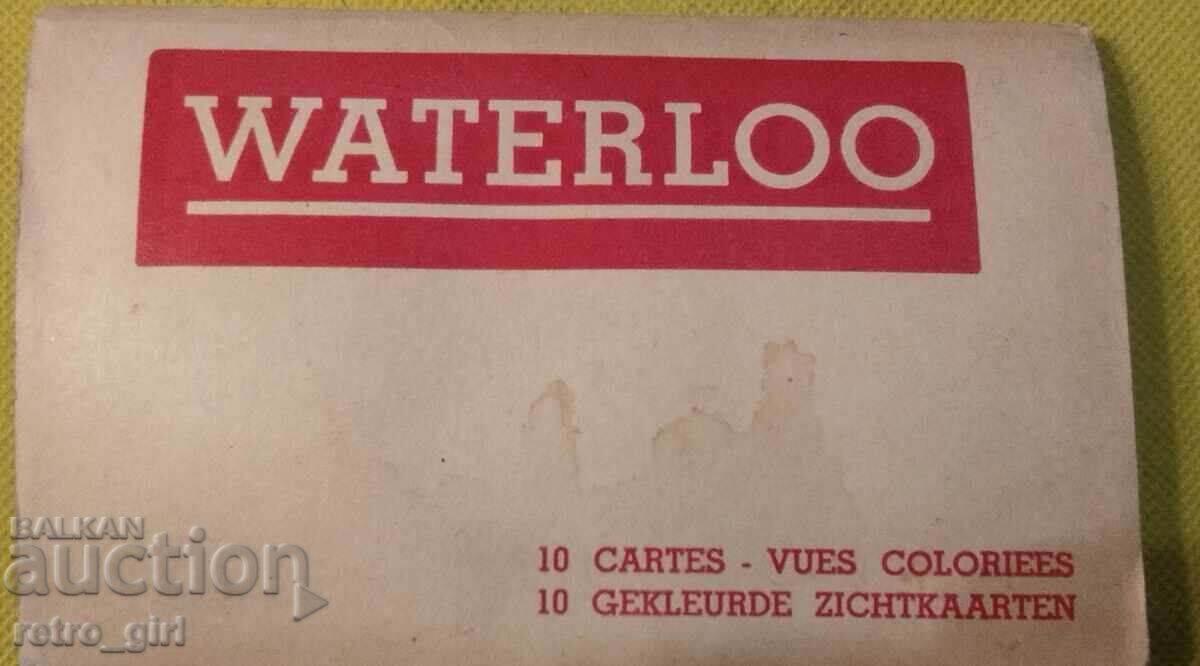 WATERLOO
10 CARTES - VUES COLORIEES
10 GEKLEURDE ZICHTKAARTEN
BALKAN
auction
retro_girl